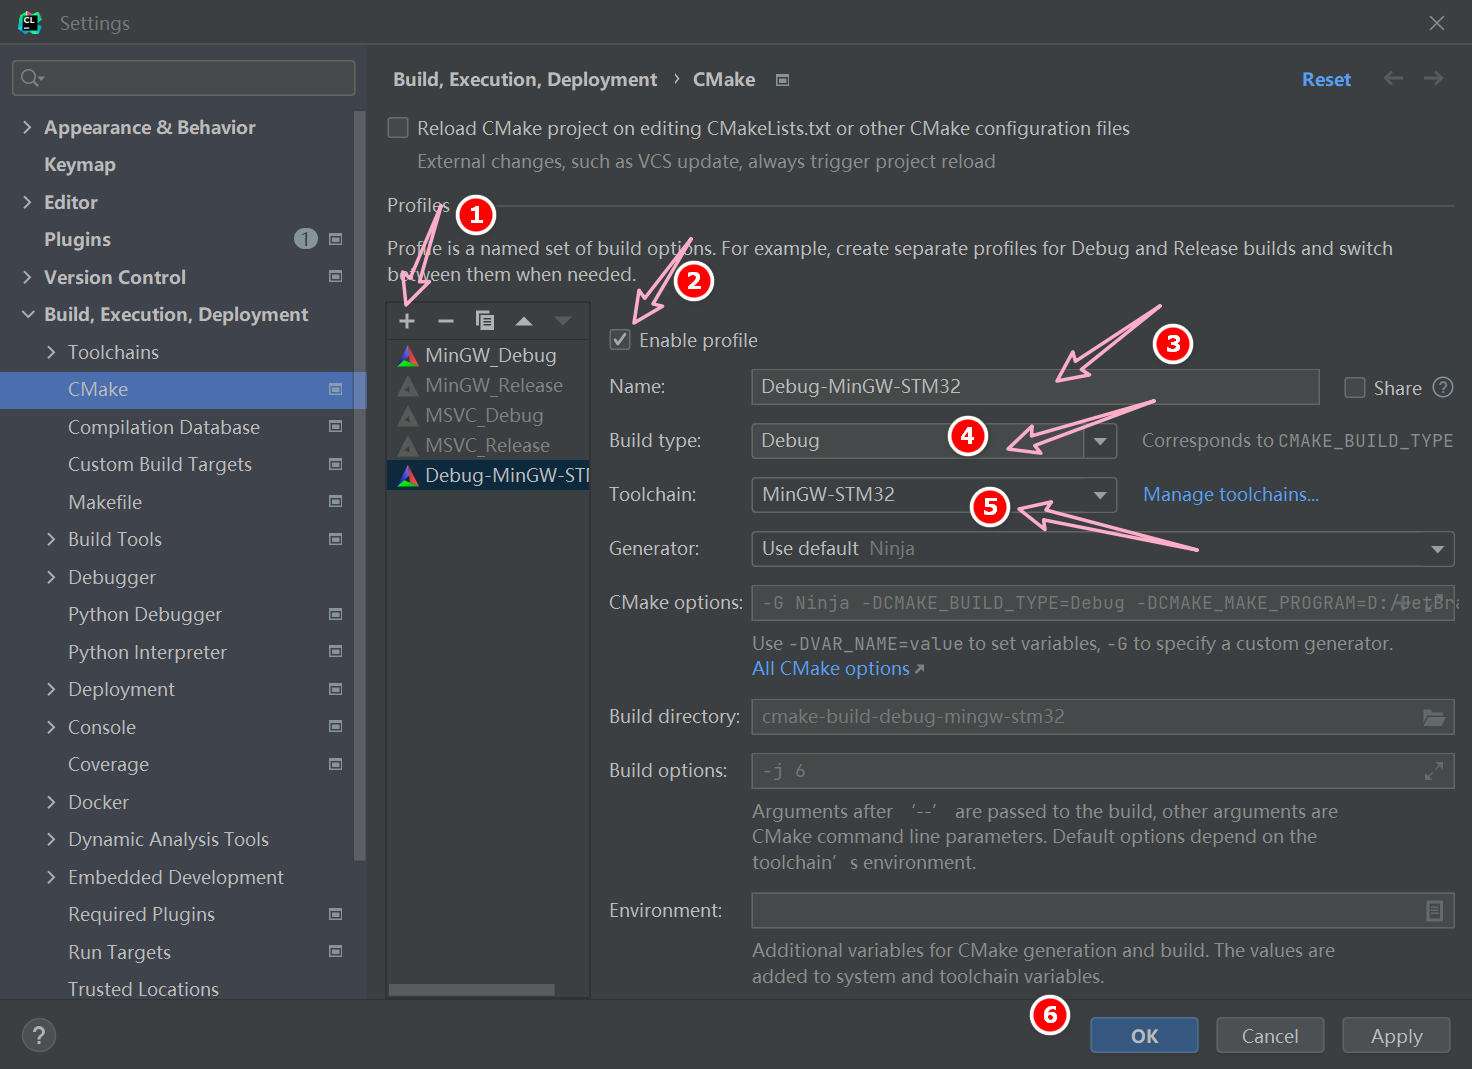 CL
Settings
Build, Execution, Deployment › CMake
Reset
Appearance & Behavior
Keymap
Editor
Plugins 1
Version Control
Build, Execution, Deployment
Toolchains
CMake
Compilation Database
Custom Build Targets
Makefile
Build Tools
Debugger
Python Debugger
Python Interpreter
Deployment
Console
Coverage
Docker
Dynamic Analysis Tools
Embedded Development
Required Plugins
Run Targets
Trusted Locations
Reload CMake project on editing CMakeLists.txt or other CMake configuration files
External changes, such as VCS update, always trigger project reload
Profiles 1
Profile is a named set of build options. For example, create separate profiles for Debug and Release builds and switch
between them when needed. 2
MinGW_Debug
MinGW_Release
MSVC_Debug
MSVC_Release
Debug-MinGW-STM
Enable profile
3
Name: Debug-MinGW-STM32 Share ?
Build type: Debug 4 Corresponds to CMAKE_BUILD_TYPE
Toolchain: MinGW-STM32 5 Manage toolchains...
Generator: Use default Ninja
CMake options: -G Ninja -DCMAKE_BUILD_TYPE=Debug -DCMAKE_MAKE_PROGRAM=D:/JetBra
Use -DVAR_NAME=value to set variables, -G to specify a custom generator.
All CMake options ↗
Build directory: cmake-build-debug-mingw-stm32
Build options: -j 6
Arguments after ‘--’ are passed to the build, other arguments are
CMake command line parameters. Default options depend on the
toolchain’s environment.
Environment:
Additional variables for CMake generation and build. The values are
added to system and toolchain variables.
6
? OK Cancel Apply